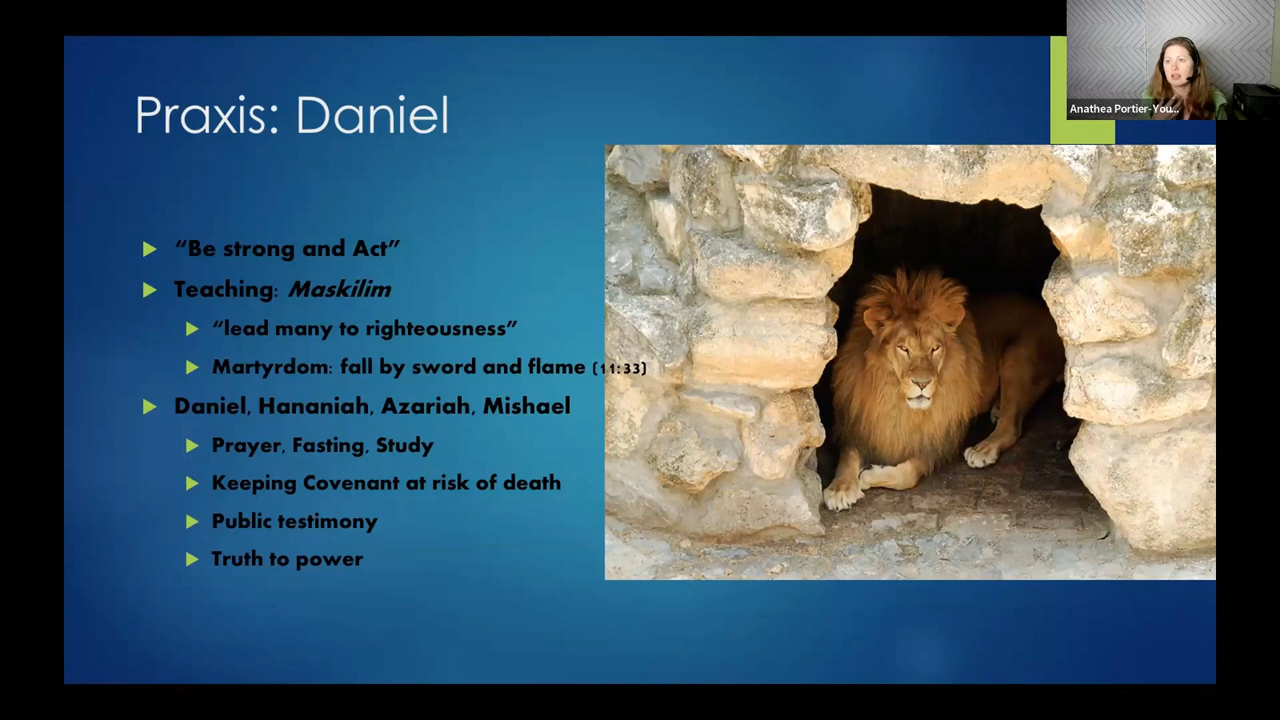 Anathea Portier-You...
Praxis: Daniel
“Be strong and Act”
Teaching: Maskilim
“lead many to righteousness”
Martyrdom: fall by sword and flame (11:33)
Daniel, Hananiah, Azariah, Mishael
Prayer, Fasting, Study
Keeping Covenant at risk of death
Public testimony
Truth to power